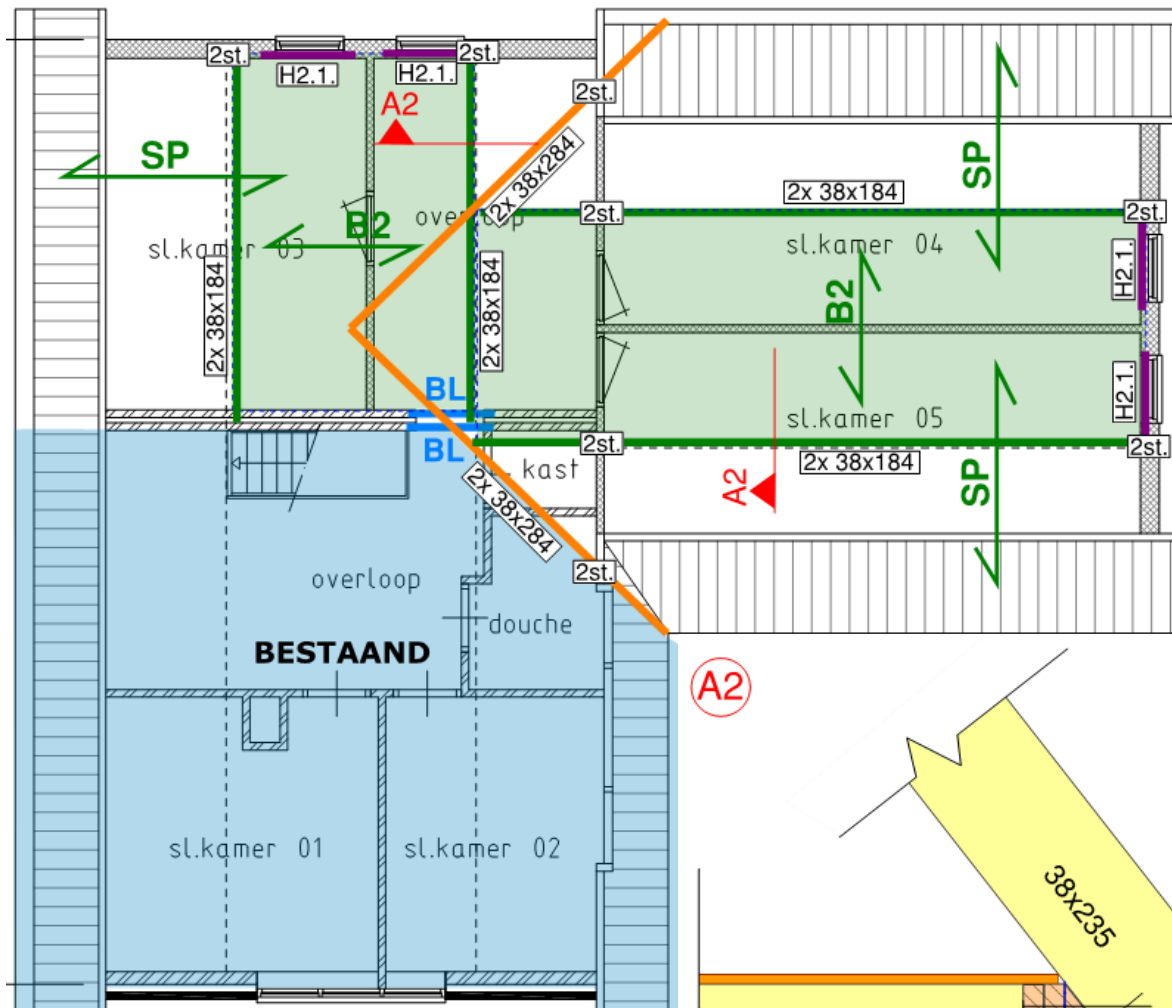 2st.
2st.
H2.1.
H2.1.
A2
2st.
SP
SP
2x 38x284
2x 38x184
B2
overloop
2st.
2st.
sl.kamer 03
sl.kamer 04
H2.1.
2x 38x184
2x 38x184
B2
BL
H2.1.
sl.kamer 05
BL
2st.
2st.
kast
2x 38x184
A2
SP
2x 38x284
overloop
2st.
douche
BESTAAND
A2
sl.kamer 01
sl.kamer 02
38x235